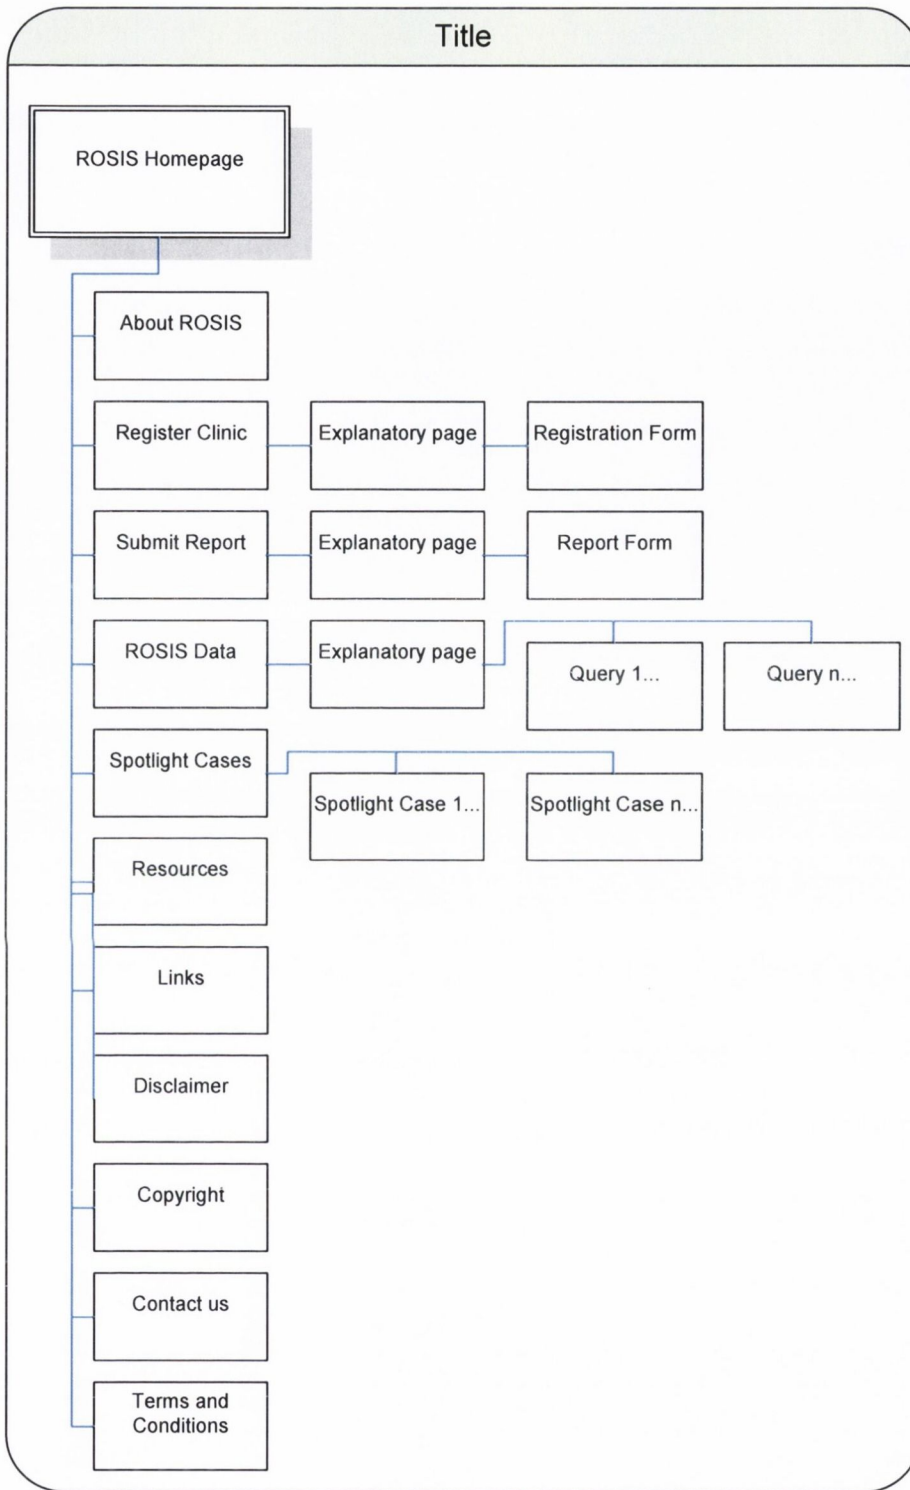 Title
ROSIS Homepage
About ROSIS
Register Clinic
Explanatory page
Registration Form
Submit Report
Explanatory page
Report Form
ROSIS Data
Explanatory page
Query 1...
Query n...
Spotlight Cases
Spotlight Case 1...
Spotlight Case n...
Resources
Links
Disclaimer
Copyright
Contact us
Terms and
Conditions